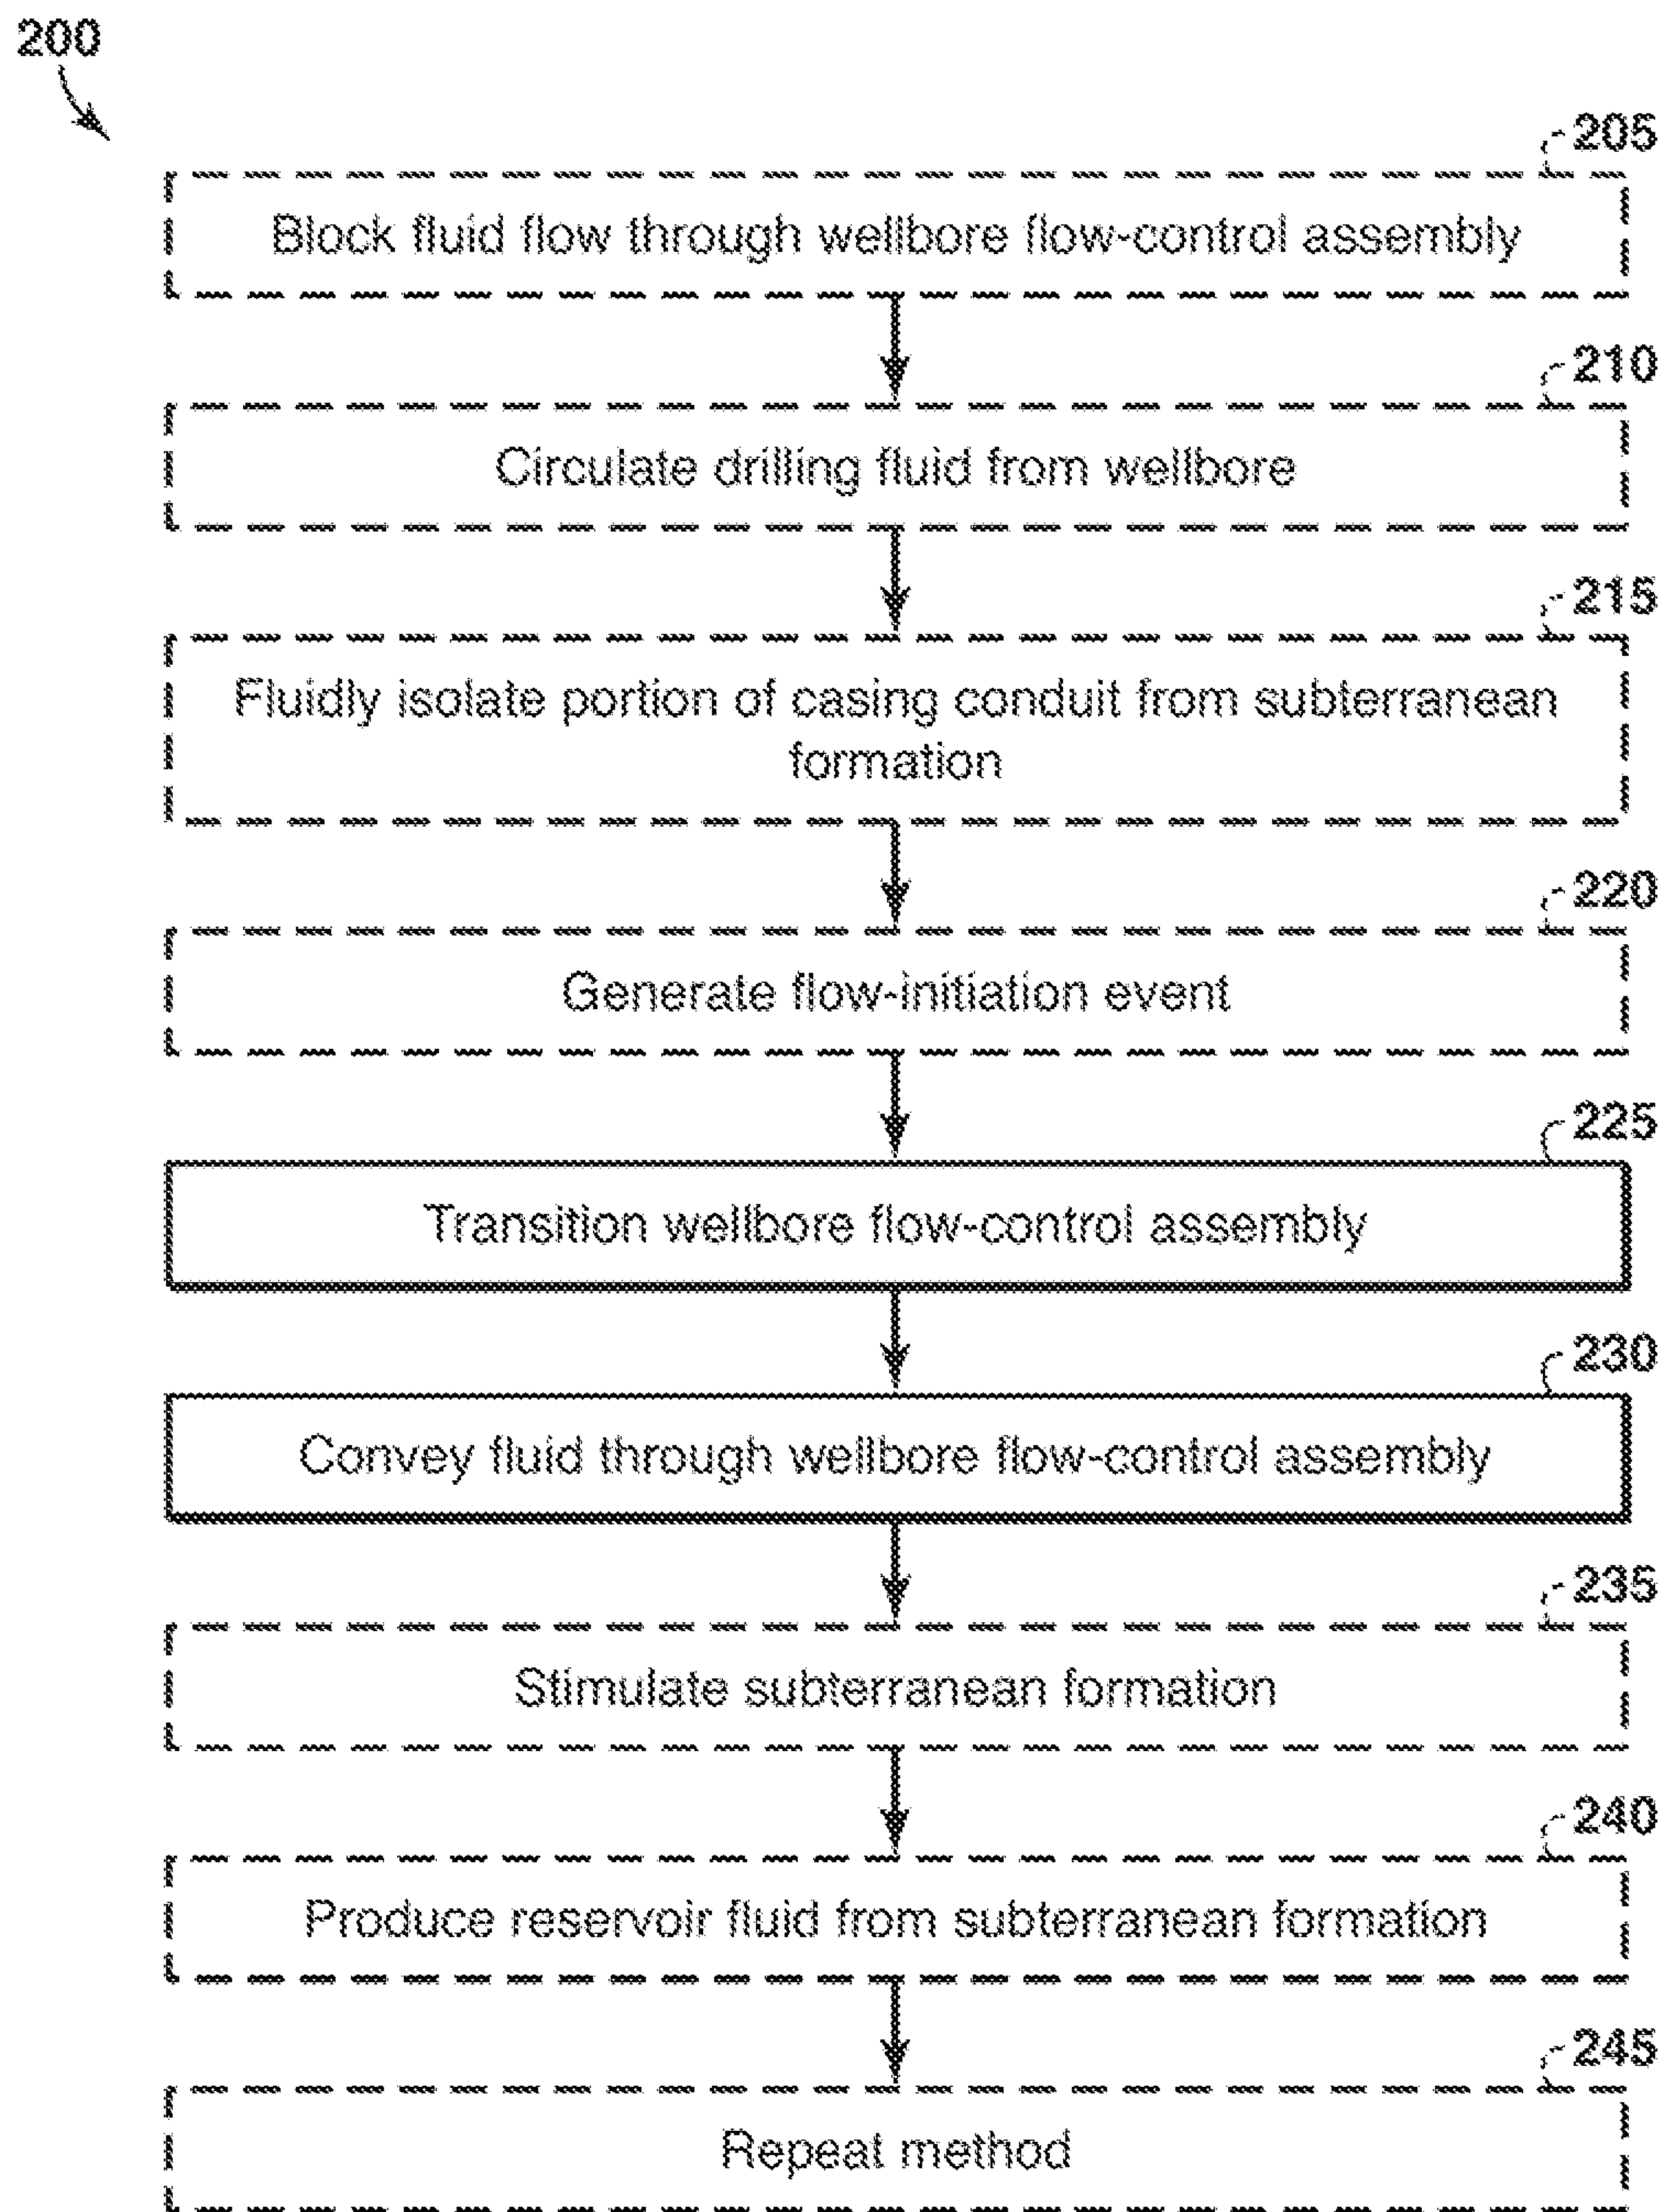 200
205
Block fluid flow through wellbore flow-control assembly
210
Circulate drilling fluid from wellbore
215
Fluidly isolate portion of casing conduit from subterranean
formation
220
Generate flow-initiation event
225
Transition wellbore flow-control assembly
230
Convey fluid through wellbore flow-control assembly
235
Stimulate subterranean formation
240
Produce reservoir fluid from subterranean formation
245
Repeat method